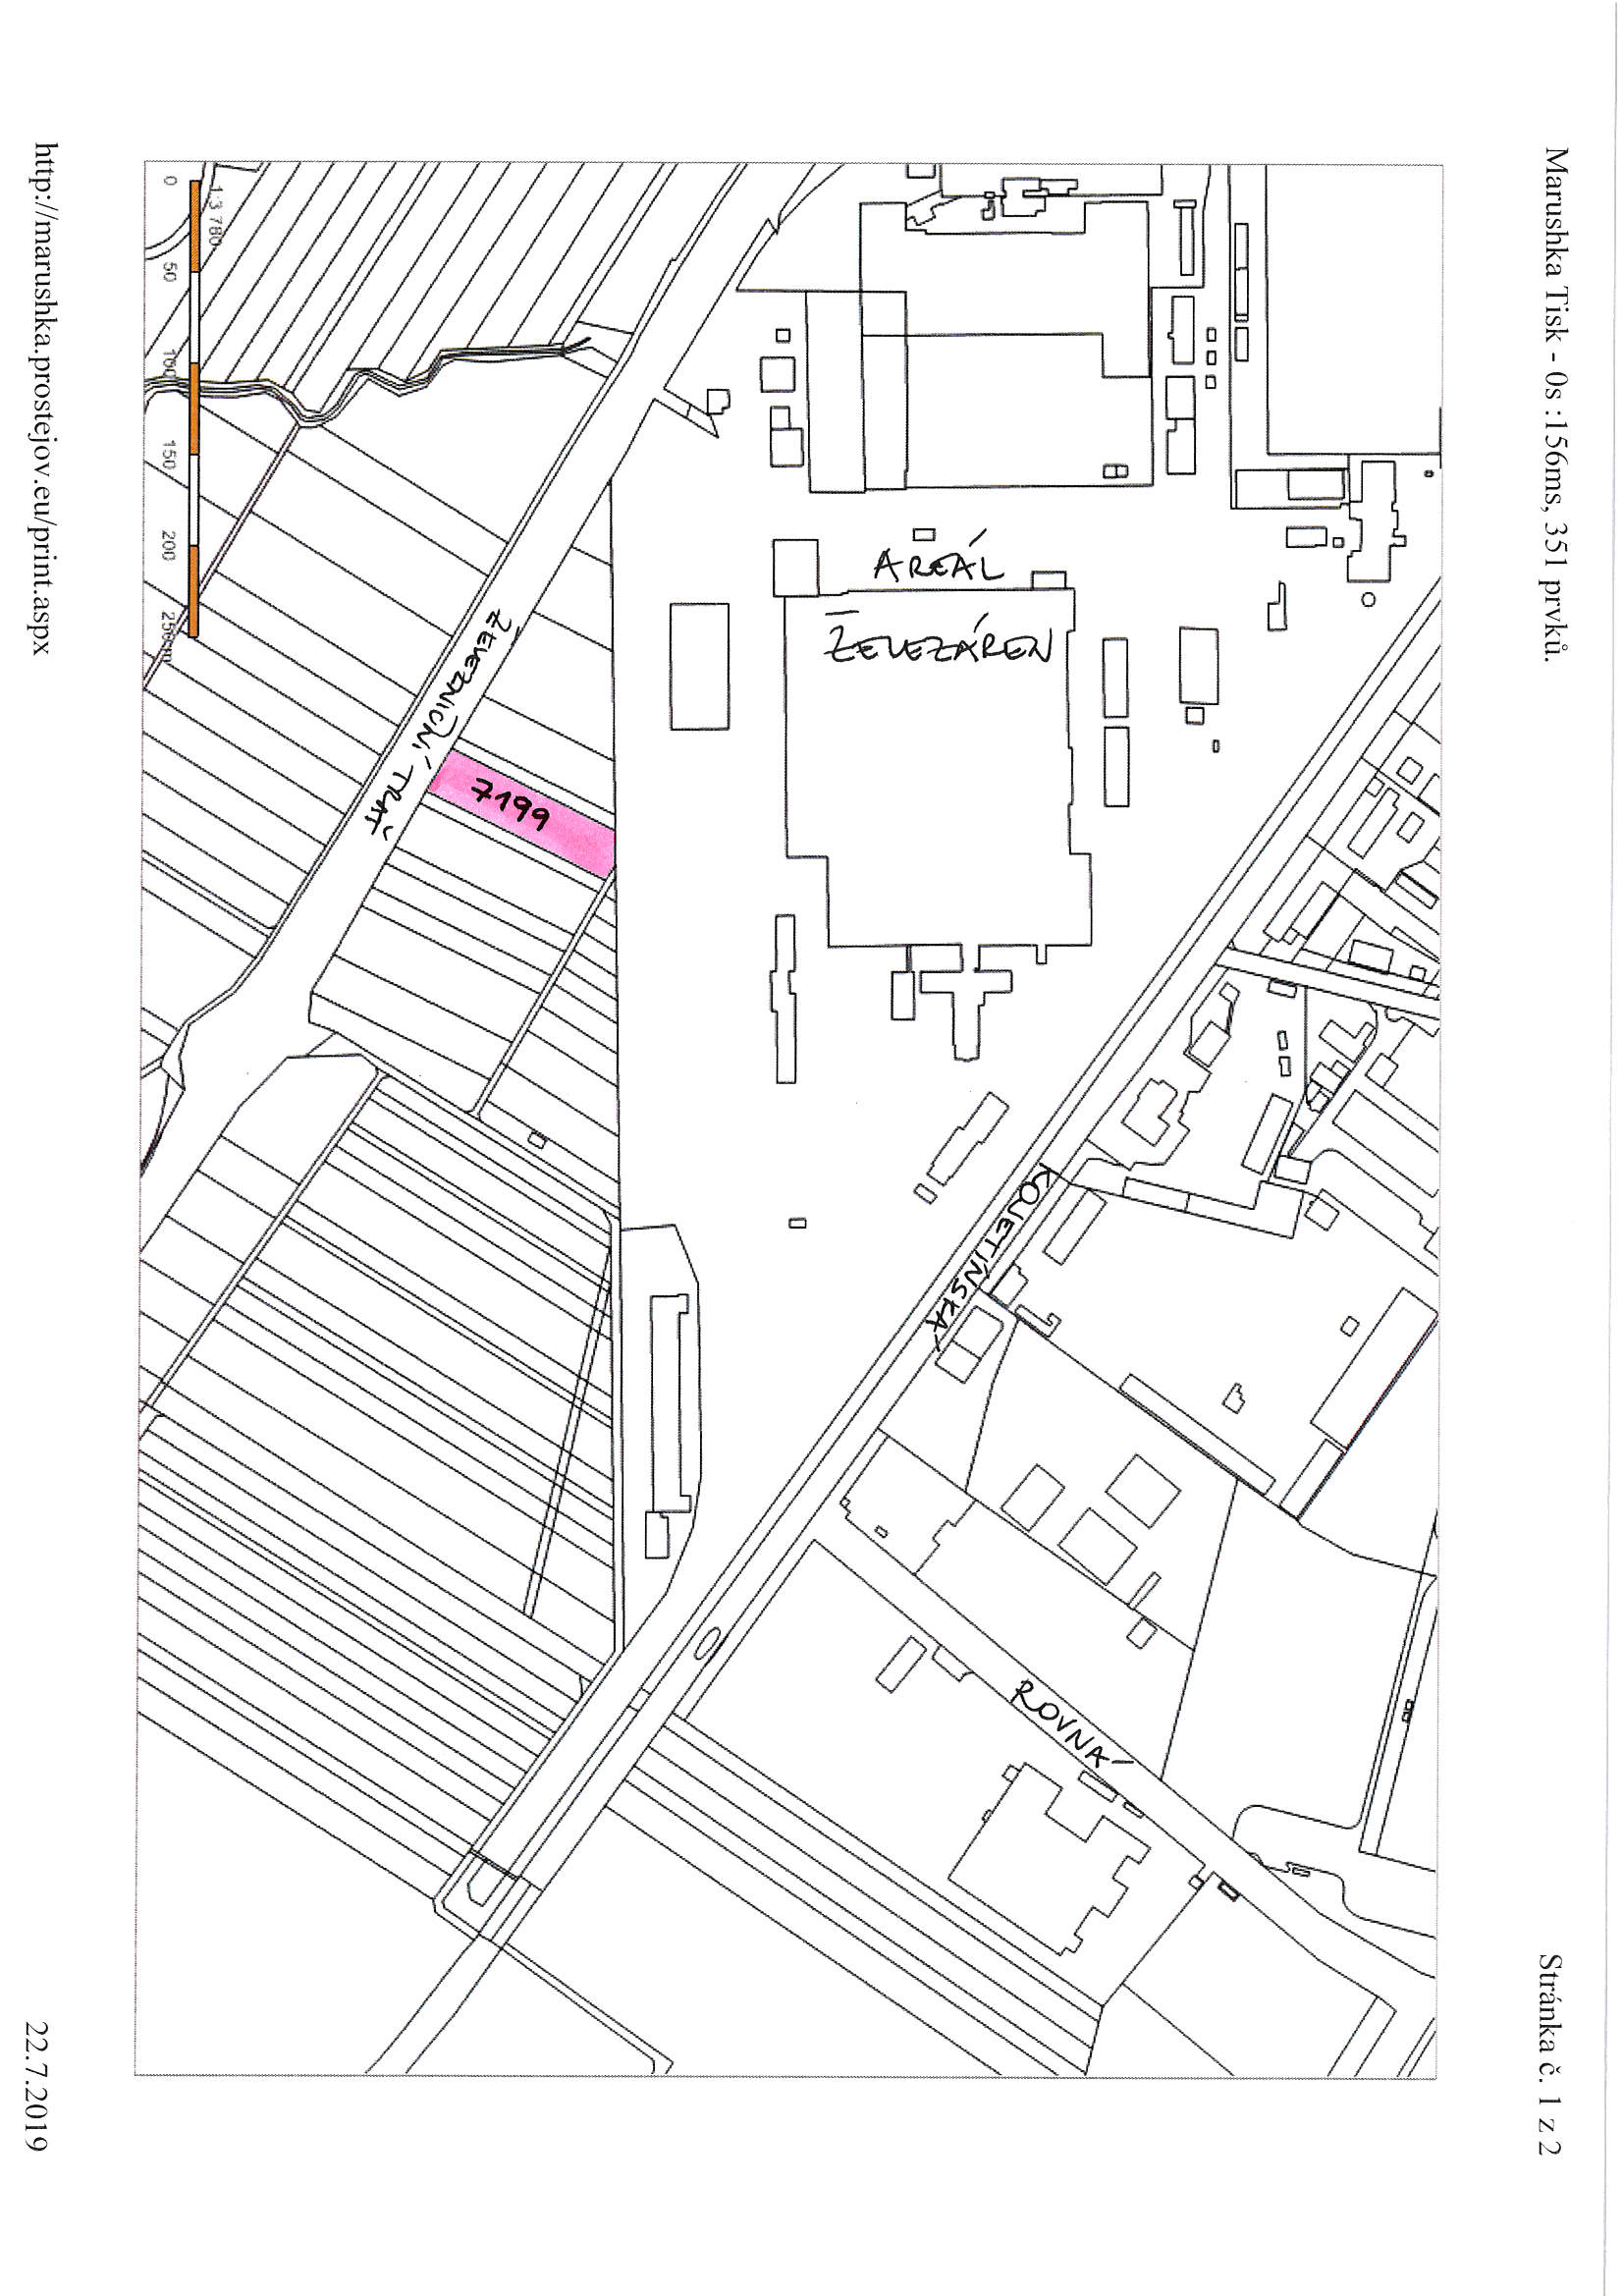 Marushka Tisk - 0s :156ms, 351 prvků.
Stránka č. 1 z 2
AREÁL
ŽELEZÁREN
KOJETÍNSKÁ
ROVNÁ
7199
ŽELEZNIČNÍ TRAŤ
1:3 780
0 50 100 150 200 250m
http://marushka.prostejov.eu/print.aspx
22.7.2019